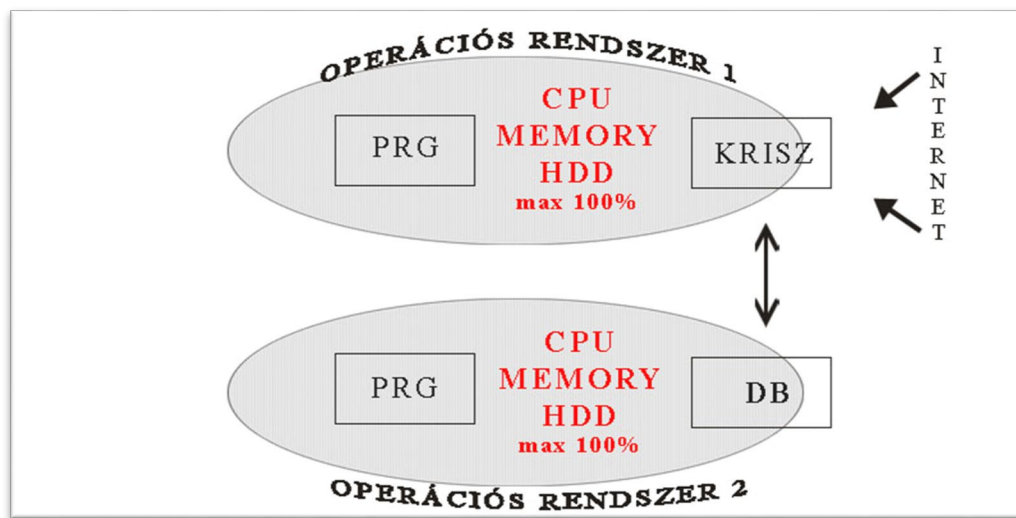 OPERÁCIÓS RENDSZER 1
PRG
CPU
MEMORY
HDD
max 100%
KRISZ
INTERNET
PRG
CPU
MEMORY
HDD
max 100%
DB
OPERÁCIÓS RENDSZER 2